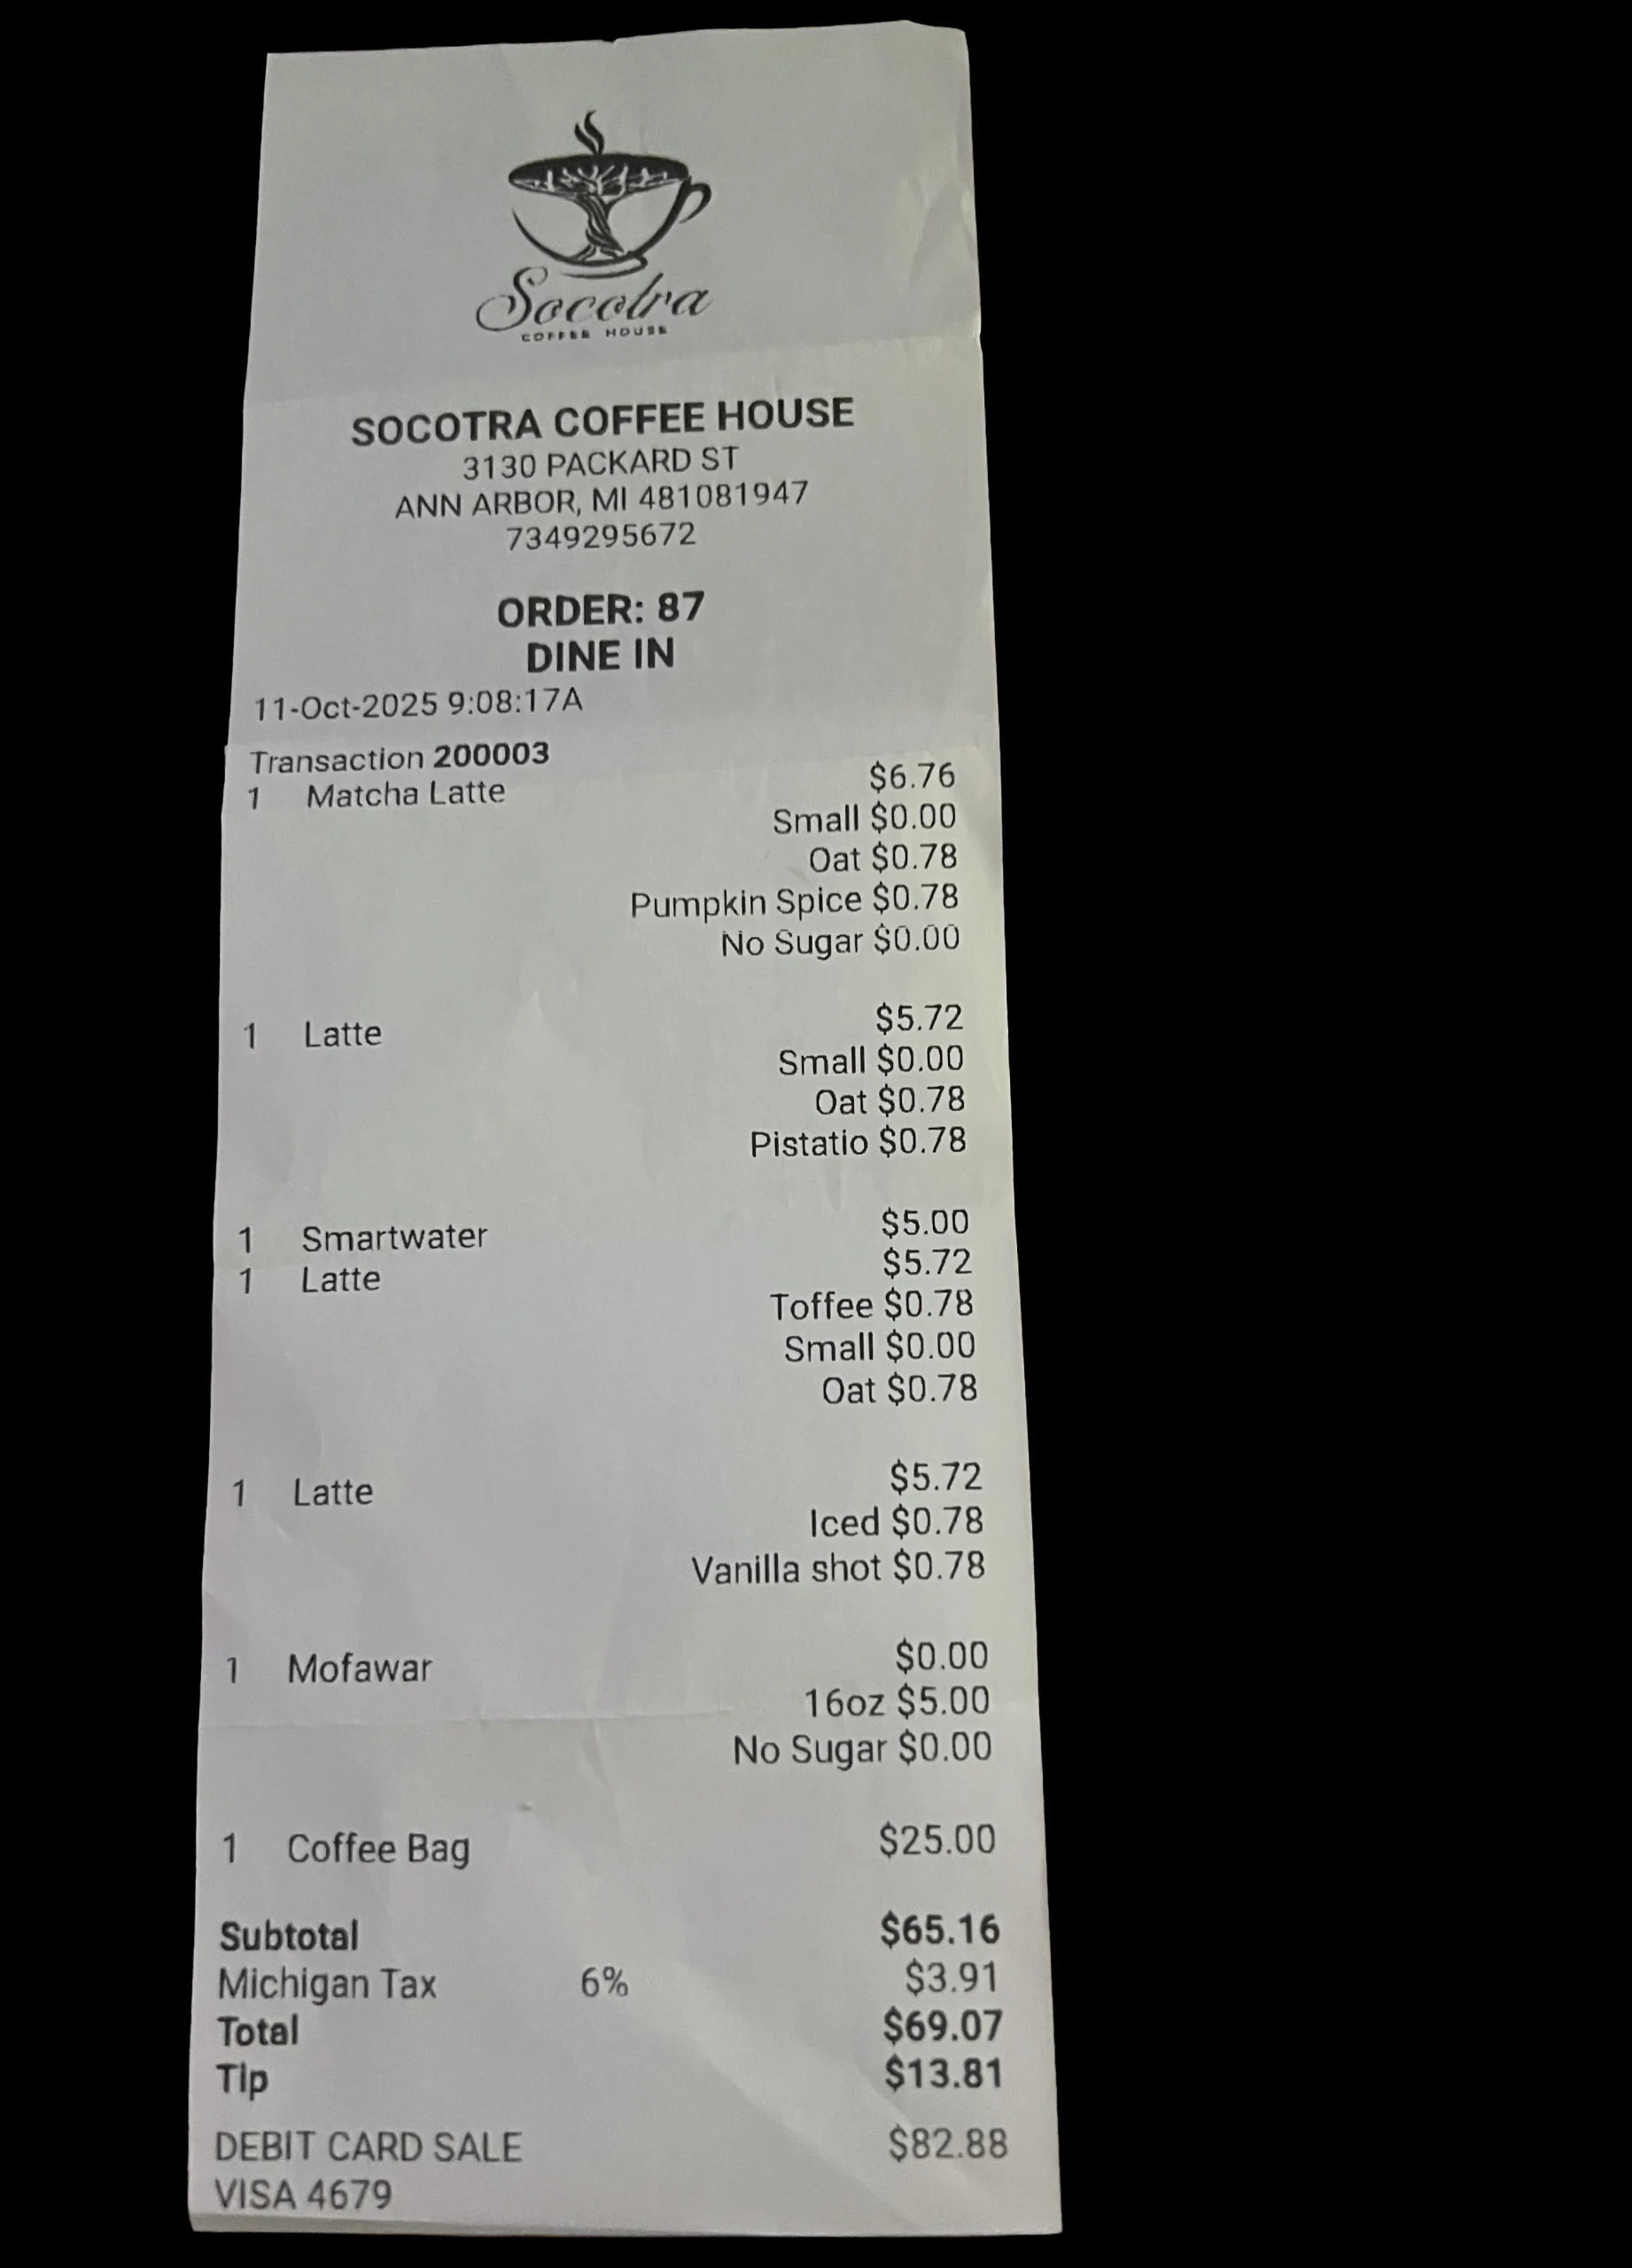 Socotra
COFFEE HOUSE
SOCOTRA COFFEE HOUSE
3130 PACKARD ST
ANN ARBOR, MI 481081947
7349295672
ORDER: 87
DINE IN
11-Oct-2025 9:08:17A
Transaction 200003
1 Matcha Latte $6.76
Small $0.00
Oat $0.78
Pumpkin Spice $0.78
No Sugar $0.00
1 Latte $5.72
Small $0.00
Oat $0.78
Pistatio $0.78
1 Smartwater $5.00
1 Latte $5.72
Toffee $0.78
Small $0.00
Oat $0.78
1 Latte $5.72
Iced $0.78
Vanilla shot $0.78
1 Mofawar $0.00
16oz $5.00
No Sugar $0.00
1 Coffee Bag $25.00
Subtotal $65.16
Michigan Tax 6% $3.91
Total $69.07
Tip $13.81
DEBIT CARD SALE $82.88
VISA 4679